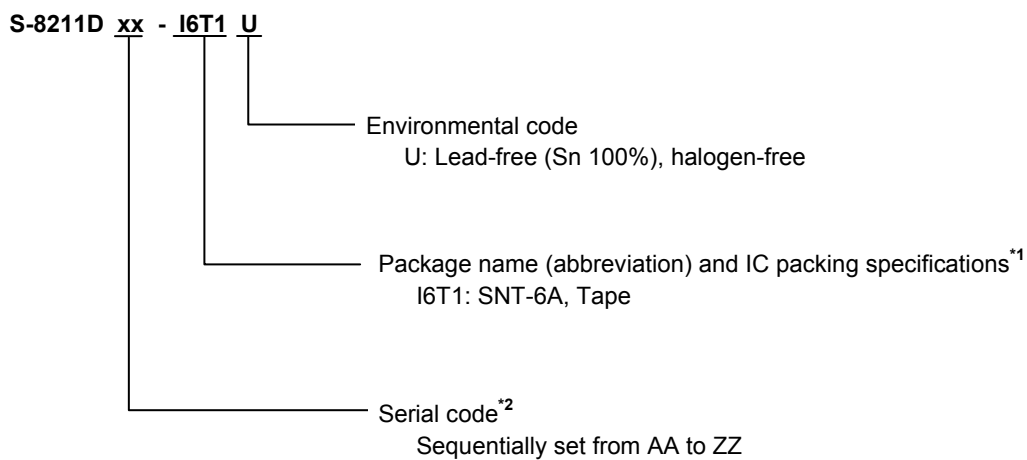 S-8211D xx - I6T1 U
Environmental code
U: Lead-free (Sn 100%), halogen-free
Package name (abbreviation) and IC packing specifications*1
I6T1: SNT-6A, Tape
Serial code*2
Sequentially set from AA to ZZ